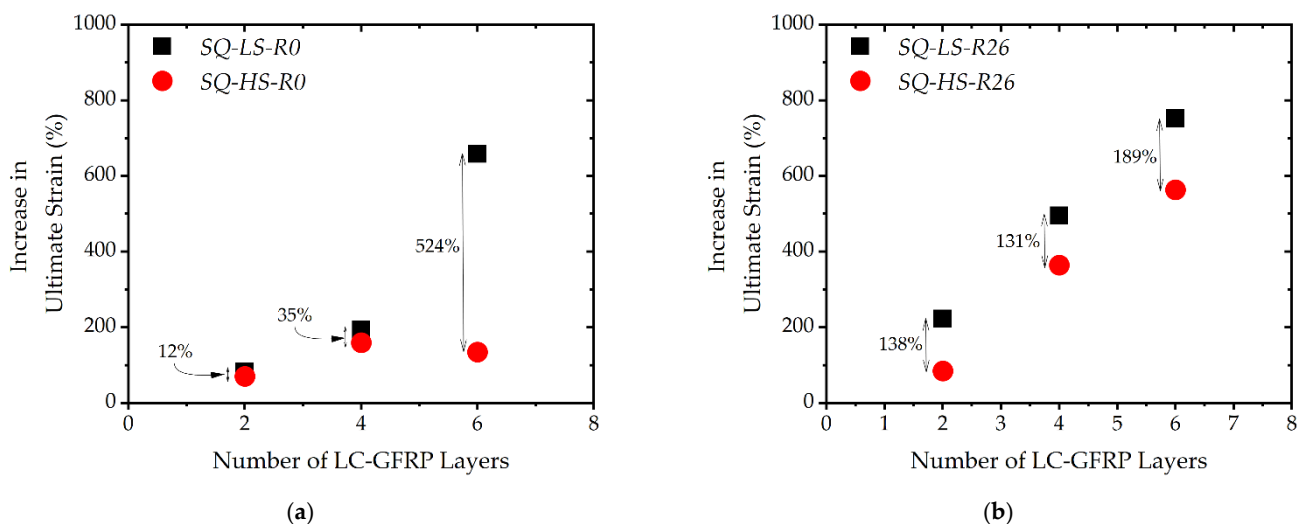 1000
800
600
400
200
0
0
2
4
6
8
Increase in
Ultimate Strain (%)
Number of LC-GFRP Layers
SQ-LS-R0
SQ-HS-R0
12%
35%
524%
(a)
1000
800
600
400
200
0
0
1
2
3
4
5
6
7
8
Increase in
Ultimate Strain (%)
Number of LC-GFRP Layers
SQ-LS-R26
SQ-HS-R26
138%
131%
189%
(b)